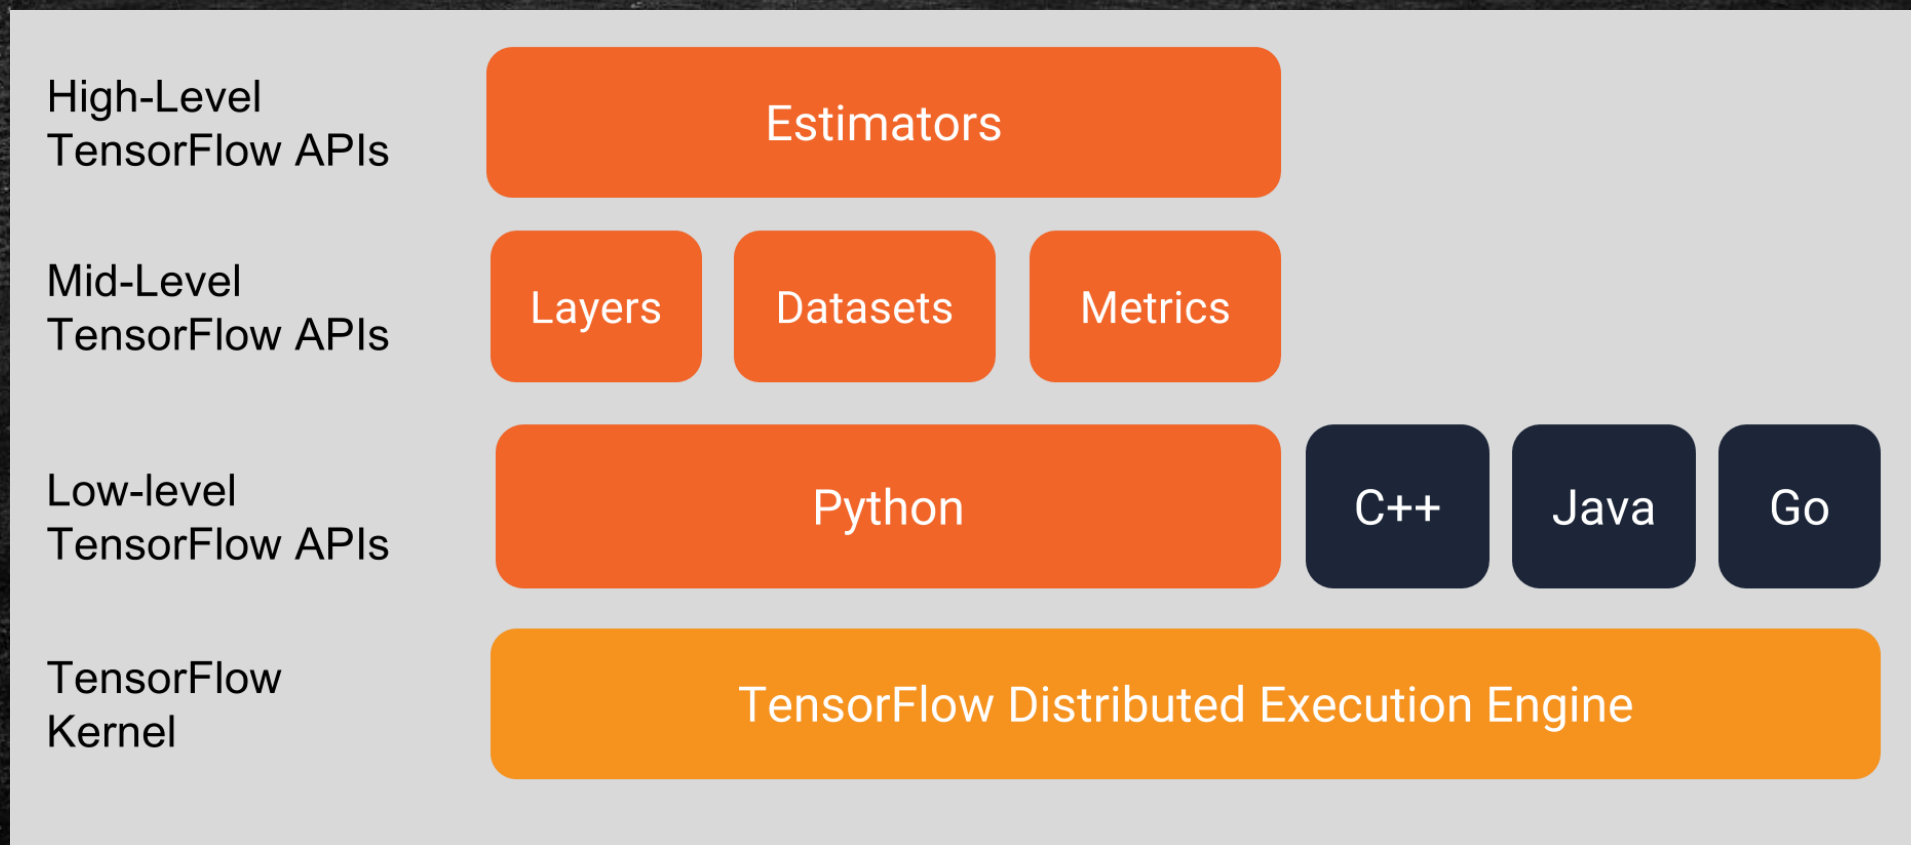 High-Level
TensorFlow APIs
Estimators
Mid-Level
TensorFlow APIs
Layers
Datasets
Metrics
Low-level
TensorFlow APIs
Python
C++
Java
Go
TensorFlow
Kernel
TensorFlow Distributed Execution Engine